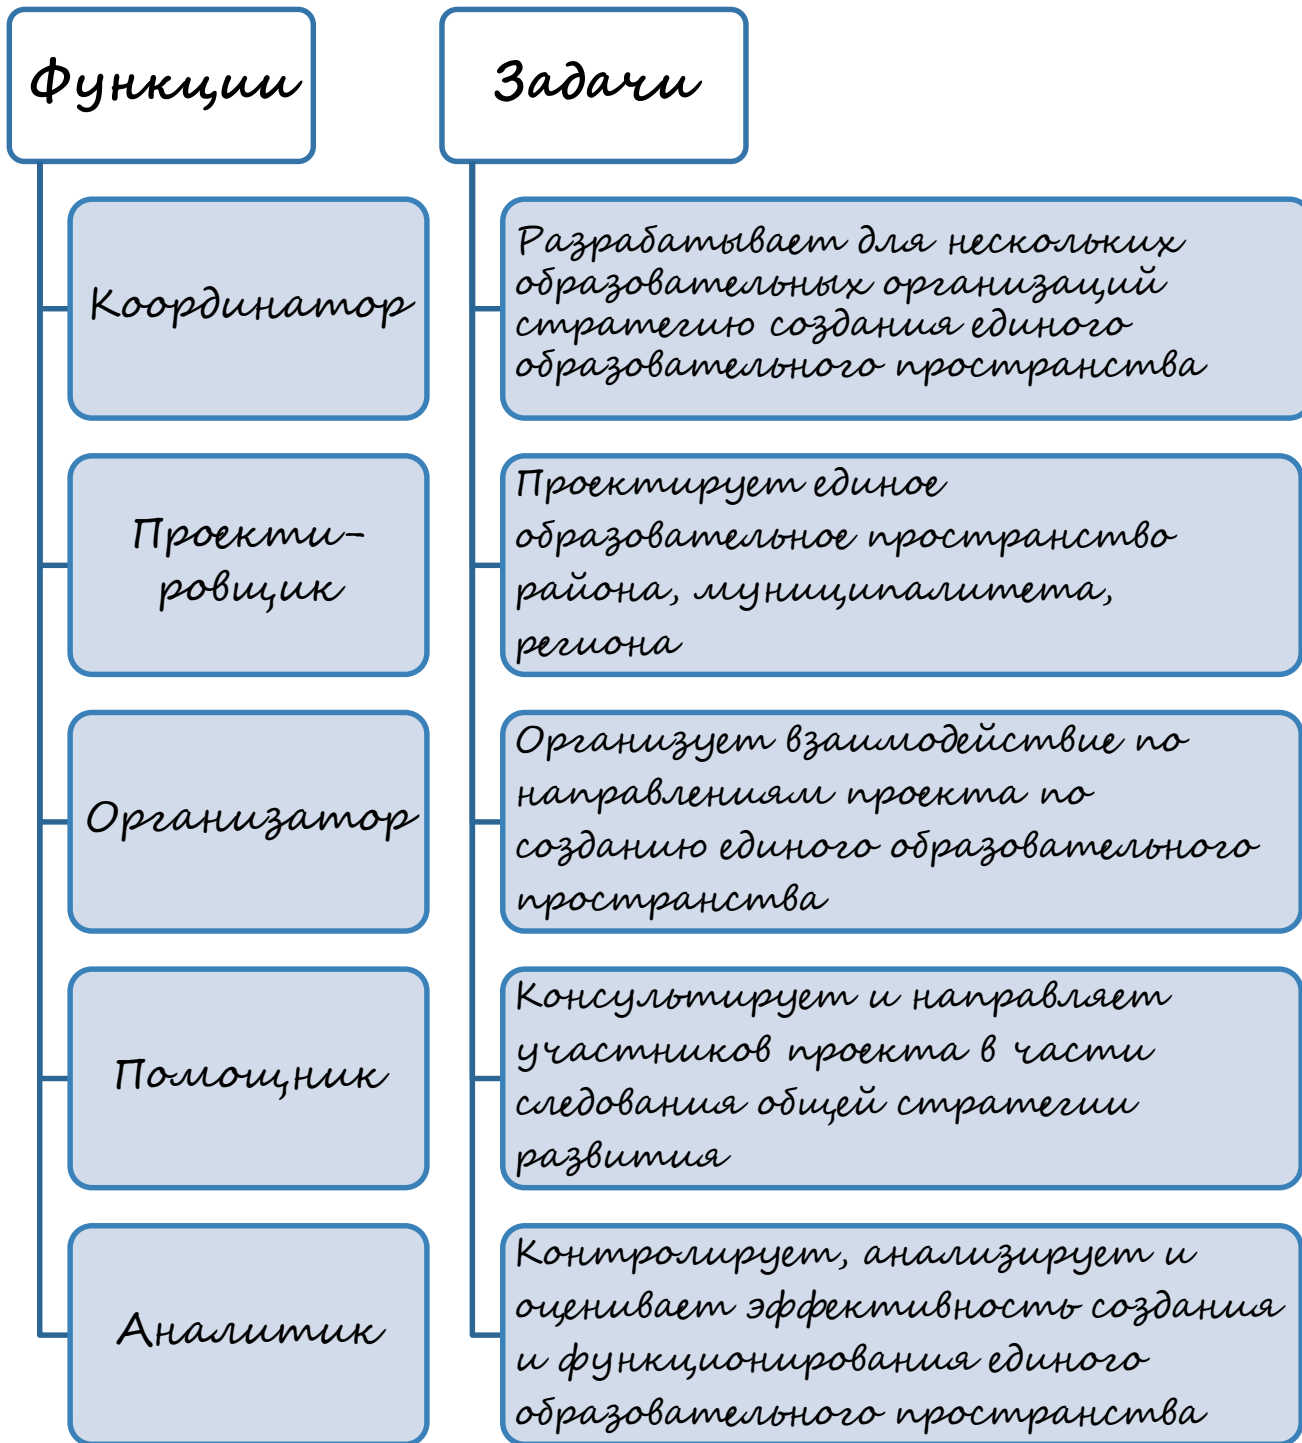 Функции
Задачи
Координатор
Разрабатывает для нескольких
образовательных организаций
стратегию создания единого
образовательного пространства
Проекти-
ровщик
Проектирует единое
образовательное пространство
района, муниципалитета,
региона
Организатор
Организует взаимодействие по
направлениям проекта по
созданию единого образовательного
пространства
Помощник
Консультирует и направляет
участников проекта в части
следования общей стратегии
развития
Аналитик
Контролирует, анализирует и
оценивает эффективность создания
и функционирования единого
образовательного пространства